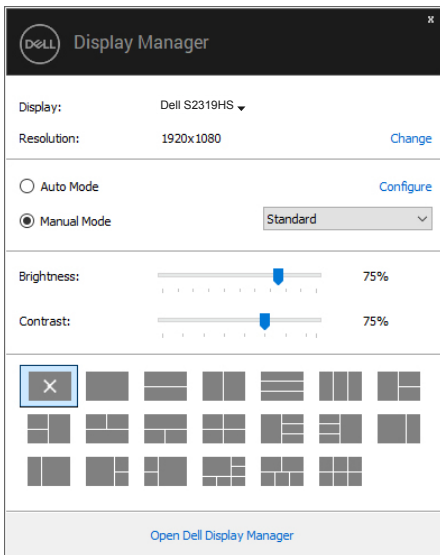 x
DELL Display Manager
Display: Dell S2319HS
Resolution: 1920x1080 Change
Auto Mode Configure
Manual Mode Standard
Brightness: 75%
Contrast: 75%
Open Dell Display Manager